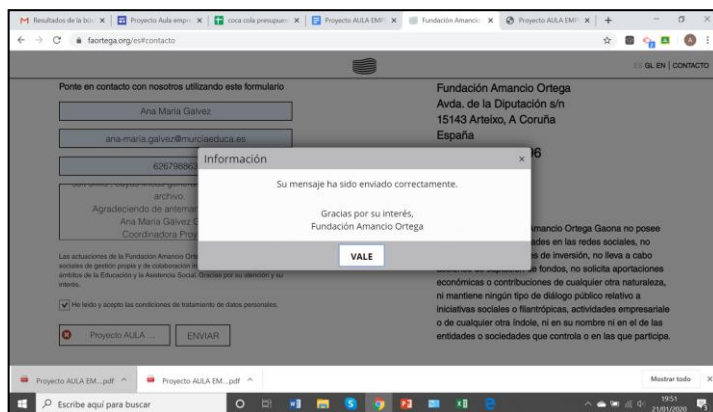 Resultados de la bús
Proyecto Aula empre
coca cola presupues
Proyecto AULA EMP
Fundación Amancio
Proyecto AULA EMP
faortega.org/es#contacto
ES GL EN | CONTACTO
Ponte en contacto con nosotros utilizando este formulario
Ana María Galvez
ana-maria.galvez@murciaeduca.es
626798863
archivo.
Agradeciendo de antemar
Ana María Gálvez
Coordinadora Proy
Las actuaciones de la Fundación Amancio Ort
sociales de gestión propia y de colaboración
ámbitos de la Educación y la Asistencia Social. Gracias por su atención y su
interés.
He leído y acepto las condiciones de tratamiento de datos personales.
Proyecto AULA ...
ENVIAR
Fundación Amancio Ortega
Avda. de la Diputación s/n
15143 Arteixo, A Coruña
España
96
Información
×
Su mensaje ha sido enviado correctamente.
Gracias por su interés,
Fundación Amancio Ortega
VALE
mancio Ortega Gaona no posee
ades en las redes sociales, no
es de inversión, no lleva a cabo
de fondos, no solicita aportaciones
económicas o contribuciones de cualquier otra naturaleza,
ni mantiene ningún tipo de diálogo público relativo a
iniciativas sociales o filantrópicas, actividades empresariale
o de cualquier otra índole, ni en su nombre ni en el de las
entidades o sociedades que controla o en las que participa.
Proyecto AULA EM....pdf
Proyecto AULA EM....pdf
Mostrar todo
Escribe aquí para buscar
19:51
21/01/2020